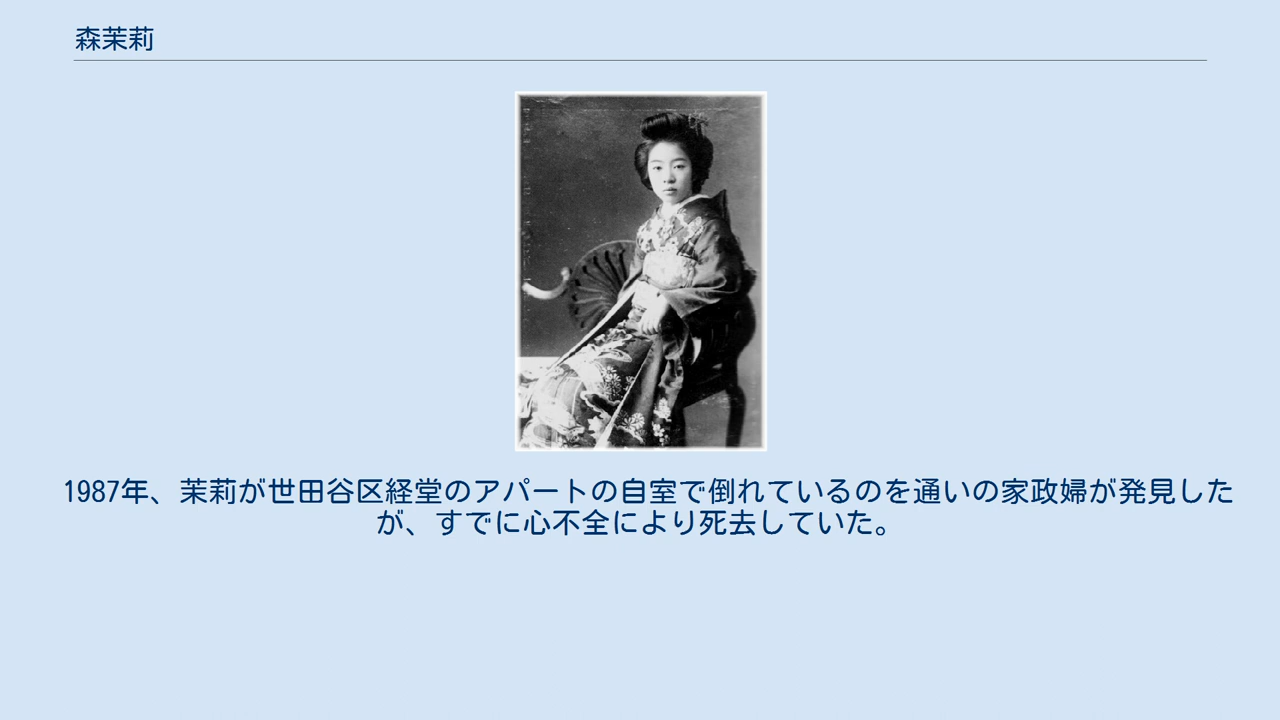 森茉莉
1987年、茉莉が世田谷区経堂のアパートの自室で倒れているのを通いの家政婦が発見した
が、すでに心不全により死去していた。